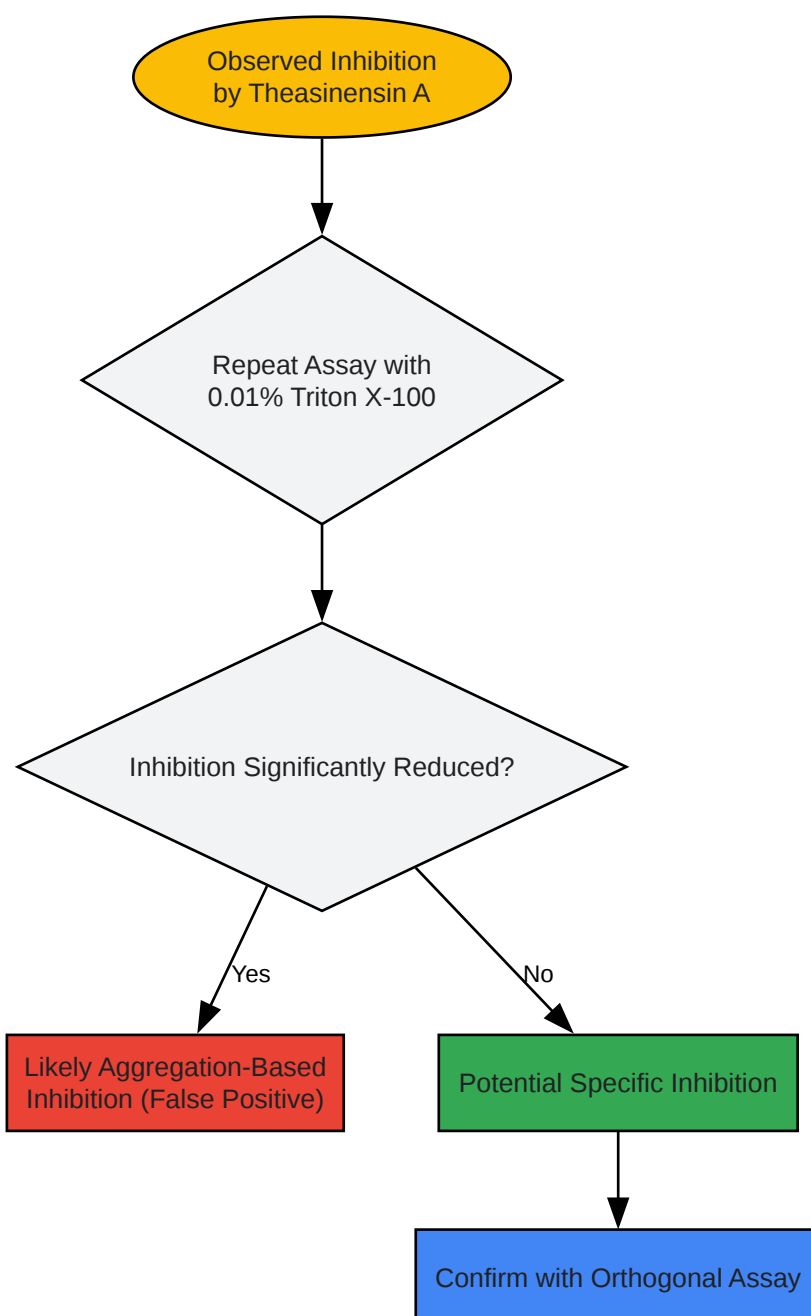 Observed Inhibition
by Theasinensin A
Repeat Assay with
0.01% Triton X-100
Inhibition Significantly Reduced?
Yes
No
Likely Aggregation-Based
Inhibition (False Positive)
Potential Specific Inhibition
Confirm with Orthogonal Assay